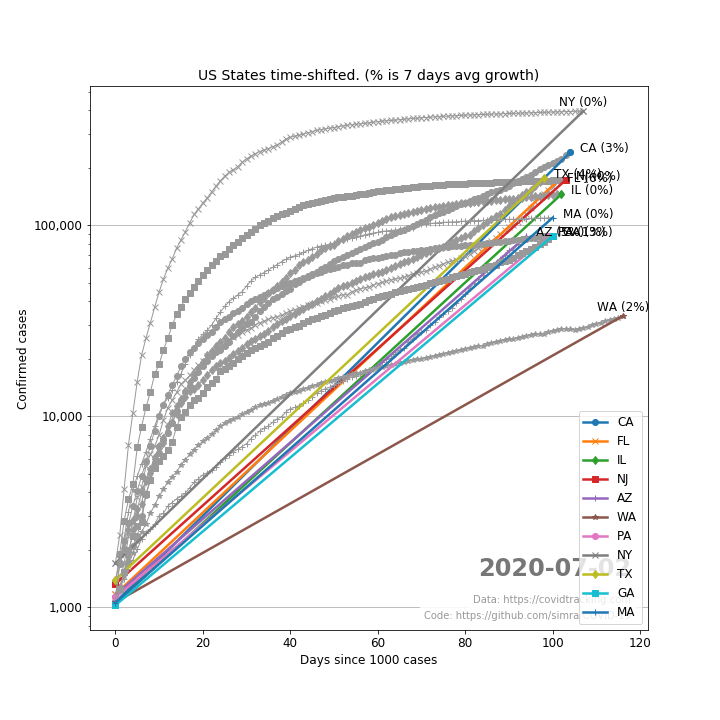 US States time-shifted. (% is 7 days avg growth)
NY (0%)
CA (3%)
TX (4%)
IL (0%)
MA (0%)
AZ
WA (2%)
100,000
10,000
1,000
Confirmed cases
0 20 40 60 80 100 120
Days since 1000 cases
CA
FL
IL
NJ
AZ
WA
PA
NY
TX
GA
MA
2020-07-02
Data: https://covidtra
Code: https://github.com/simra